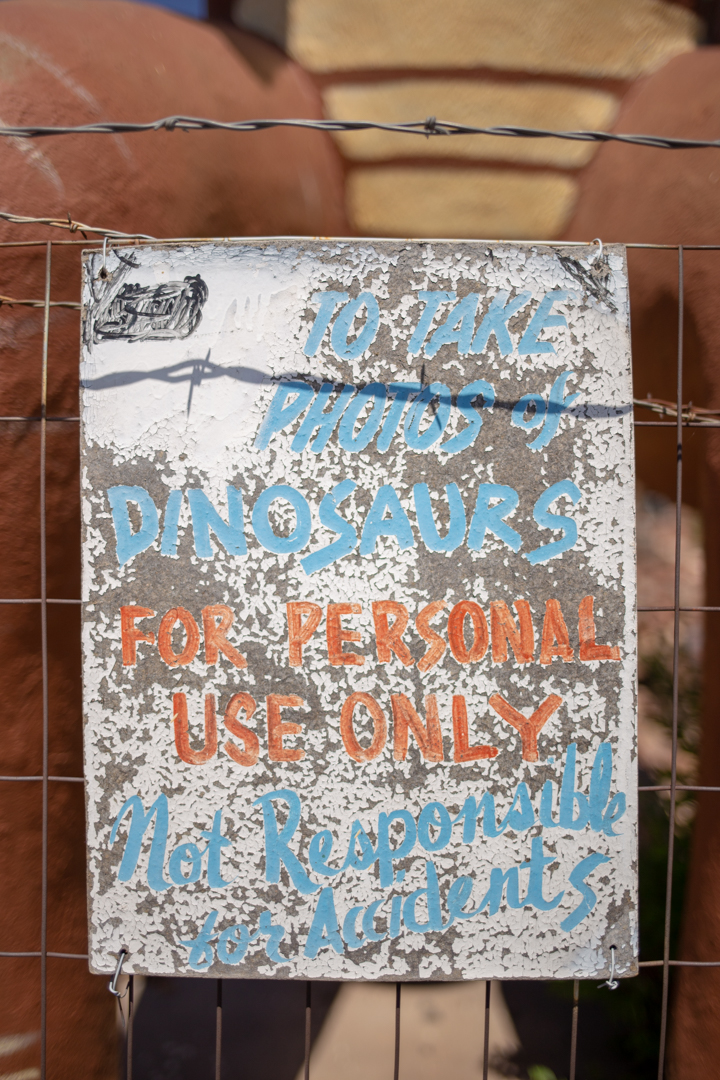 TO TAKE
PHOTOS of
DINOSAURS
FOR PERSONAL
USE ONLY
Not Responsible
for Accidents